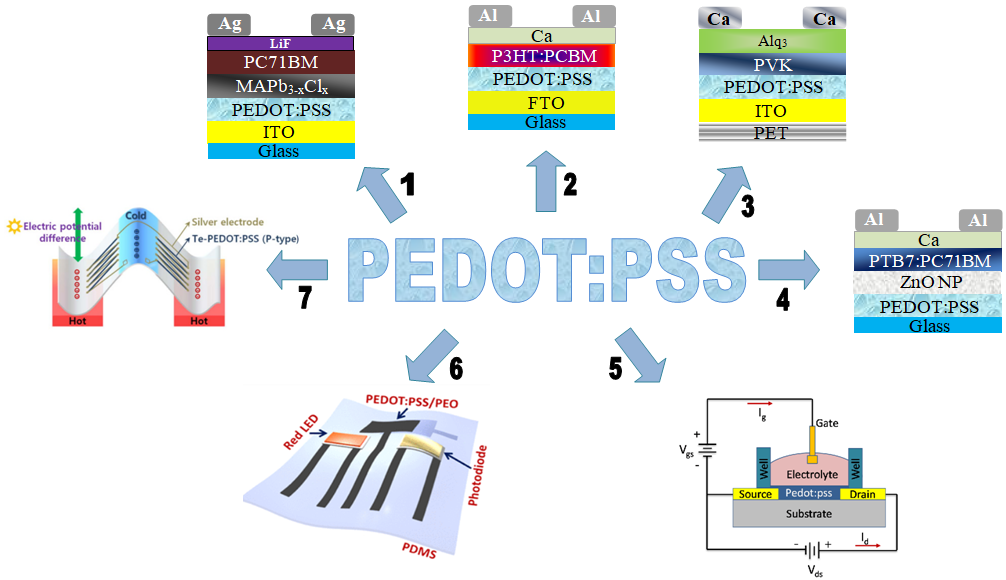 Ag Ag
LiF
PC71BM
MAPb3-xClx
PEDOT:PSS
ITO
Glass
1
Al Al
Ca
P3HT:PCBM
PEDOT:PSS
FTO
Glass
2
Ca Ca
Alq3
PVK
PEDOT:PSS
ITO
PET
3
Al Al
Ca
PTB7:PC71BM
ZnO NP
PEDOT:PSS
Glass
4
PEDOT:PSS
Cold
Electric potential
difference
Silver electrode
Te-PEDOT:PSS (P-type)
Hot Hot
7
6
PEDOT:PSS/PEO
Red LED
Photodiode
PDMS
5
Ig
Gate
+
Vgs
-
Well Well
Electrolyte
Source Pedot:pss Drain
Substrate
- + Id
Vds